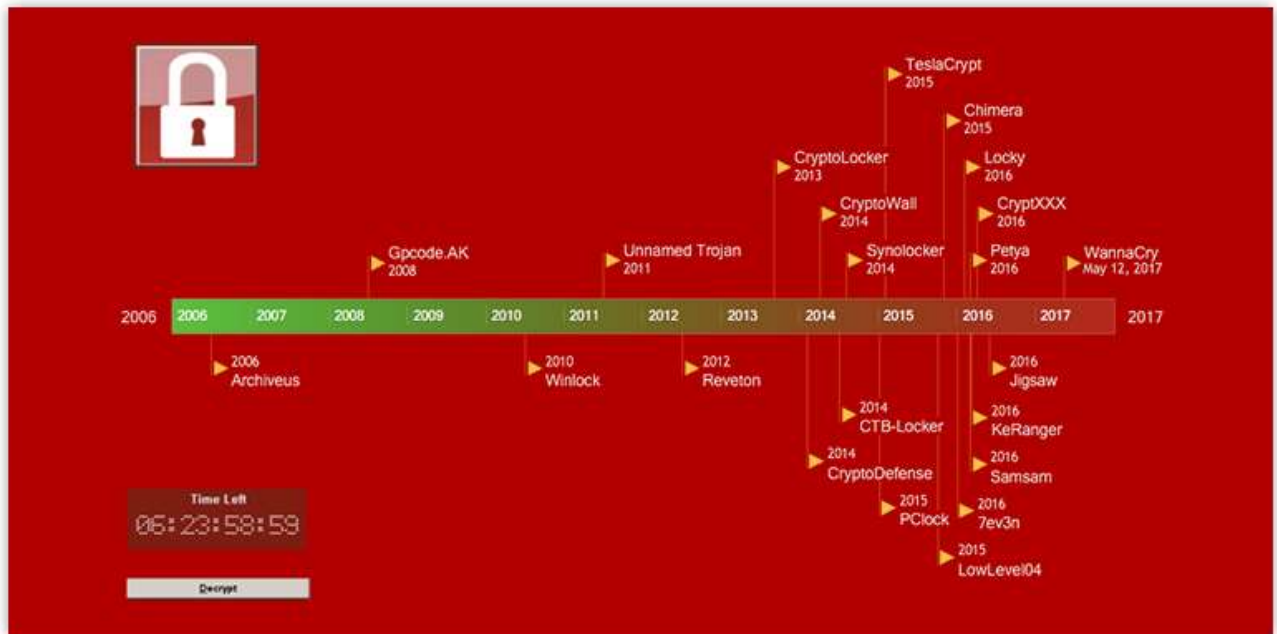 TeslaCrypt
2015
Chimera
2015
CryptoLocker
2013
Locky
2016
CryptoWall
2014
CryptXXX
2016
Gpcode.AK
2008
Unnamed Trojan
2011
Synolocker
2014
Petya
2016
WannaCry
May 12, 2017
2006 2006 2007 2008 2009 2010 2011 2012 2013 2014 2015 2016 2017 2017
2006
Archiveus
2010
Winlock
2012
Reveton
2016
Jigsaw
2014
CTB-Locker
2016
KeRanger
2014
CryptoDefense
2016
Samsam
2015
PClock
2016
7ev3n
2015
LowLevel04
Time Left
06:23:58:59
Decrypt